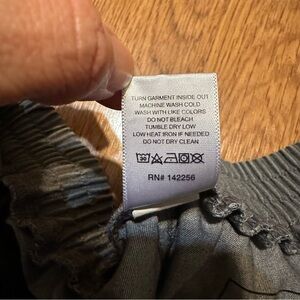 TURN GARMENT INSIDE OUT
MACHINE WASH COLD
WASH WITH LIKE COLORS
DO NOT BLEACH
TUMBLE DRY LOW
LOW HEAT IRON IF NEEDED
DO NOT DRY CLEAN
RN# 142256